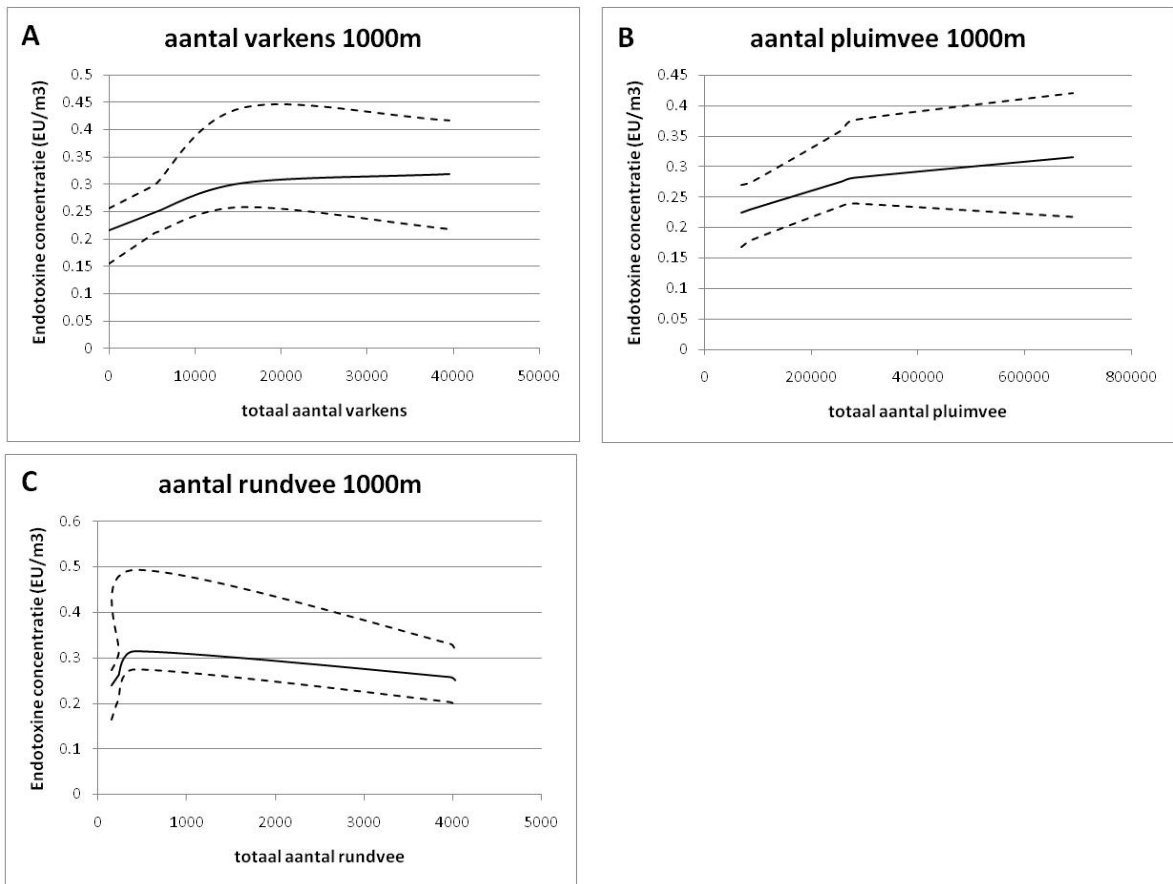 A
aantal varkens 1000m
Endotoxine concentratie (EU/m3)
0.5
0.45
0.4
0.35
0.3
0.25
0.2
0.15
0.1
0.05
0
0 10000 20000 30000 40000 50000
totaal aantal varkens
B
aantal pluimvee 1000m
Endotoxine concentratie (EU/m3)
0.45
0.4
0.35
0.3
0.25
0.2
0.15
0.1
0.05
0
0 200000 400000 600000 800000
totaal aantal pluimvee
C
aantal rundvee 1000m
Endotoxine concentratie (EU/m3)
0.6
0.5
0.4
0.3
0.2
0.1
0
0 1000 2000 3000 4000 5000
totaal aantal rundvee